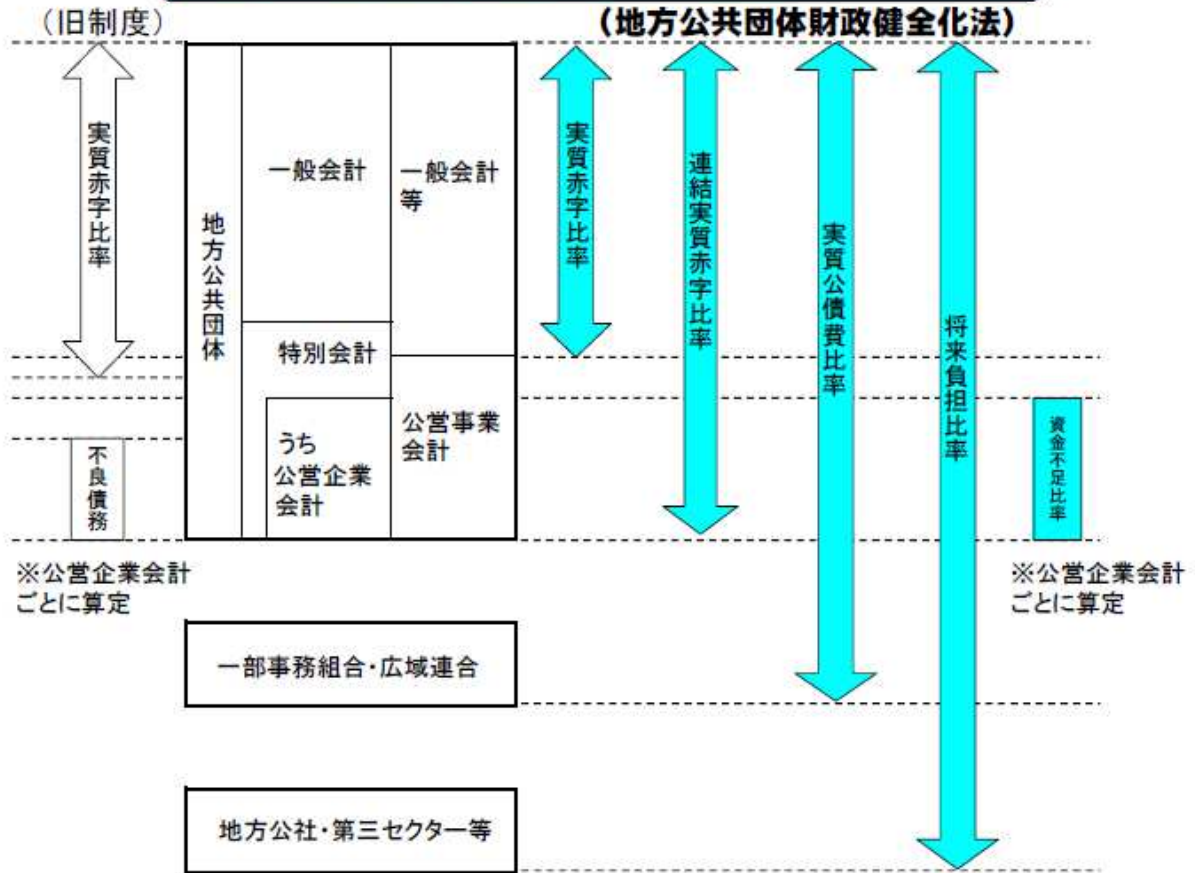 （旧制度）
（地方公共団体財政健全化法）
実質赤字比率
不良債務
※公営企業会計
ごとに算定
地方公共団体
一般会計
特別会計
うち
公営企業
会計
一般会計
等
公営事業
会計
実質赤字比率
連結実質赤字比率
実質公債費比率
将来負担比率
資金不足比率
※公営企業会計
ごとに算定
一部事務組合・広域連合
地方公社・第三セクター等